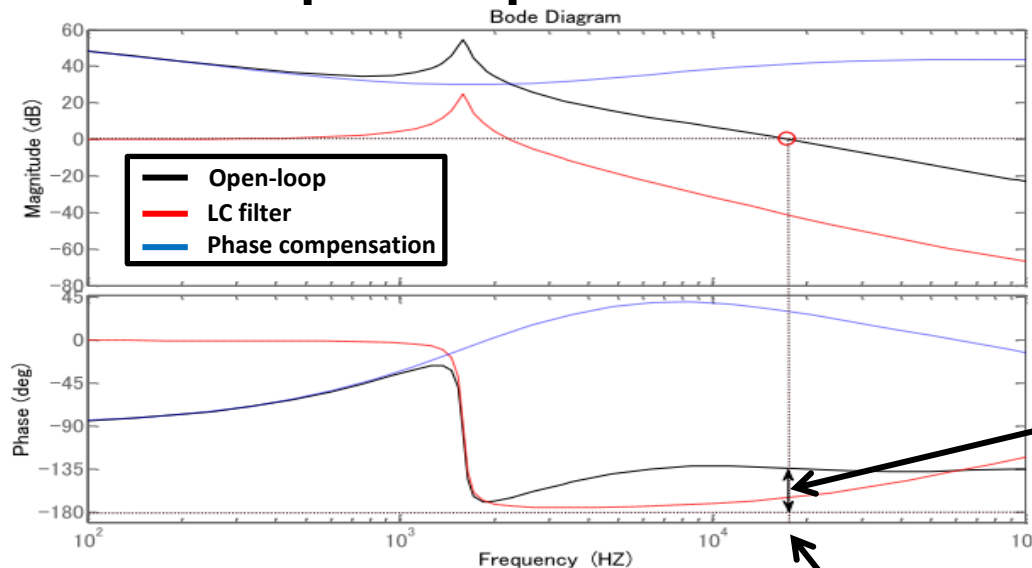 Bode Diagram
60
40
20
0
−20
−40
−60
−80
Magnitude (dB)
Open-loop
LC filter
Phase compensation
45
0
−45
−90
−135
−180
Phase (deg)
10² 10³ 10⁴ 10
Frequency (HZ)